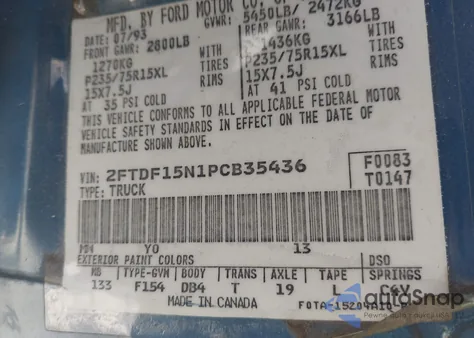 MFD. BY FORD MOTOR CO.
DATE: 07/93 GVWR: 5450LB/ 2472KG
FRONT GAWR: 2800LB REAR GAWR: 3166LB
1270KG WITH 1436KG WITH
P235/75R15XL TIRES P235/75R15XL TIRES
15X7.5J RIMS 15X7.5J RIMS
AT 35 PSI COLD AT 41 PSI COLD
THIS VEHICLE CONFORMS TO ALL APPLICABLE FEDERAL MOTOR
VEHICLE SAFETY STANDARDS IN EFFECT ON THE DATE OF
MANUFACTURE SHOWN ABOVE.
VIN: 2FTDF15N1PCB35436 F0083
TYPE: TRUCK T0147
MM YO 13
EXTERIOR PAINT COLORS DSO
WB TYPE-GVW BODY TRANS AXLE TAPE SPRINGS
133 F154 DB4 T 19 L
MADE IN CANADA
autoSnap